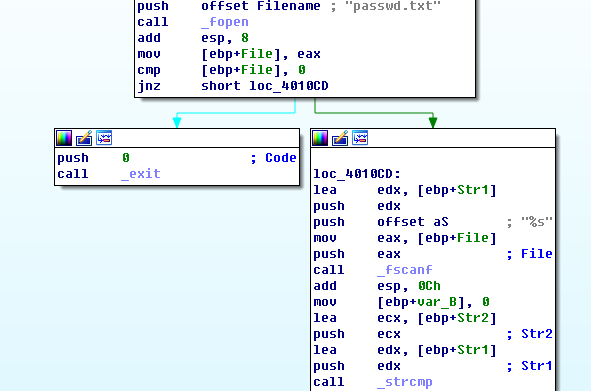 push offset Filename ; "passwd.txt"
call _fopen
add esp, 8
mov [ebp+File], eax
cmp [ebp+File], 0
jnz short loc_4010CD
push 0 ; Code
call _exit
loc_4010CD:
lea edx, [ebp+Str1]
push edx
push offset aS ; "%s"
mov eax, [ebp+File]
push eax ; File
call _fscanf
add esp, 0Ch
mov [ebp+var_B], 0
lea ecx, [ebp+Str2]
push ecx ; Str2
lea edx, [ebp+Str1]
push edx ; Str1
call _strcmp